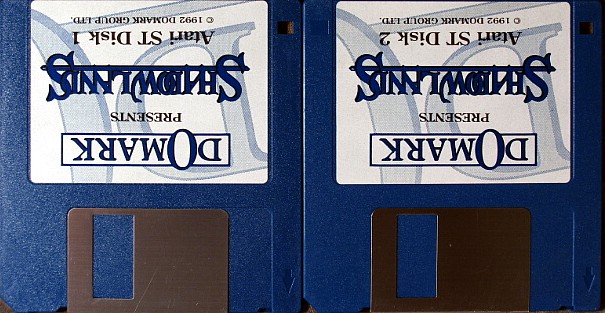 DOMARK
PRESENTS
SHADOWLANDS
Atari ST Disk 1
© 1992 DOMARK GROUP LTD.
DOMARK
PRESENTS
SHADOWLANDS
Atari ST Disk 2
© 1992 DOMARK GROUP LTD.